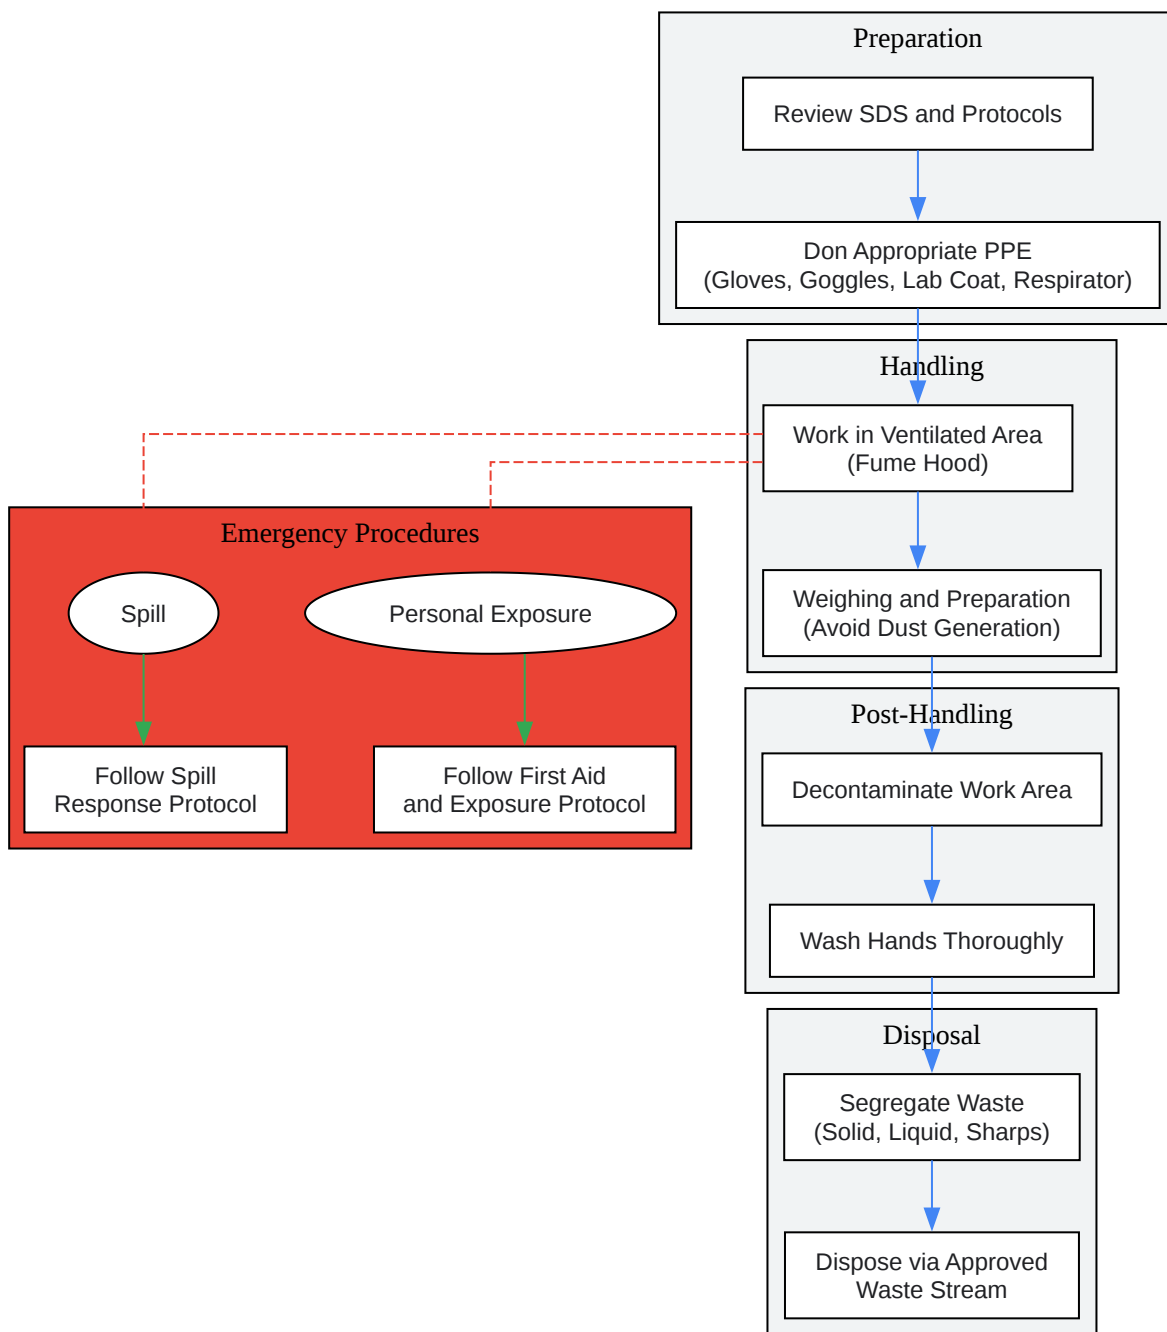 Preparation
Review SDS and Protocols
Don Appropriate PPE
(Gloves, Goggles, Lab Coat, Respirator)
Handling
Work in Ventilated Area
(Fume Hood)
Weighing and Preparation
(Avoid Dust Generation)
Emergency Procedures
Spill
Personal Exposure
Follow Spill
Response Protocol
Follow First Aid
and Exposure Protocol
Post-Handling
Decontaminate Work Area
Wash Hands Thoroughly
Disposal
Segregate Waste
(Solid, Liquid, Sharps)
Dispose via Approved
Waste Stream